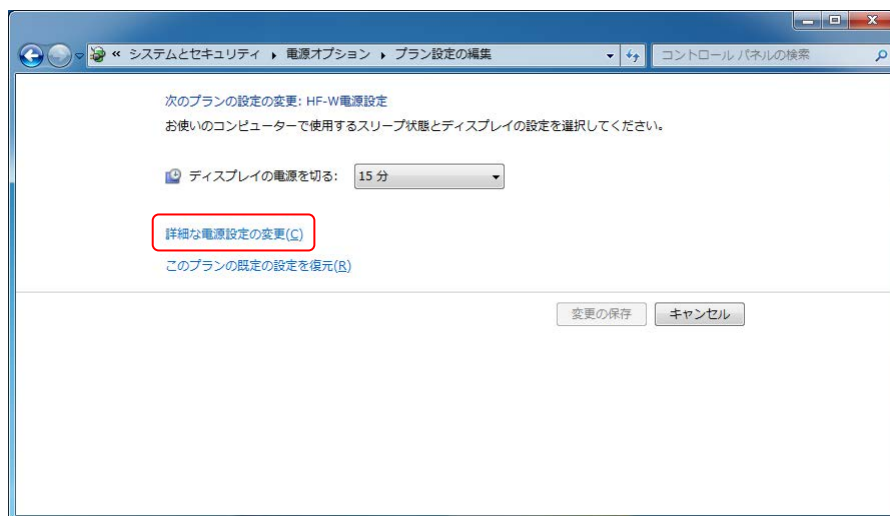 « システムとセキュリティ ▸ 電源オプション ▸ プラン設定の編集
コントロール パネルの検索
次のプランの設定の変更: HF-W電源設定
お使いのコンピューターで使用するスリープ状態とディスプレイの設定を選択してください。
ディスプレイの電源を切る: 15 分
詳細な電源設定の変更(C)
このプランの既定の設定を復元(R)
変更の保存 キャンセル